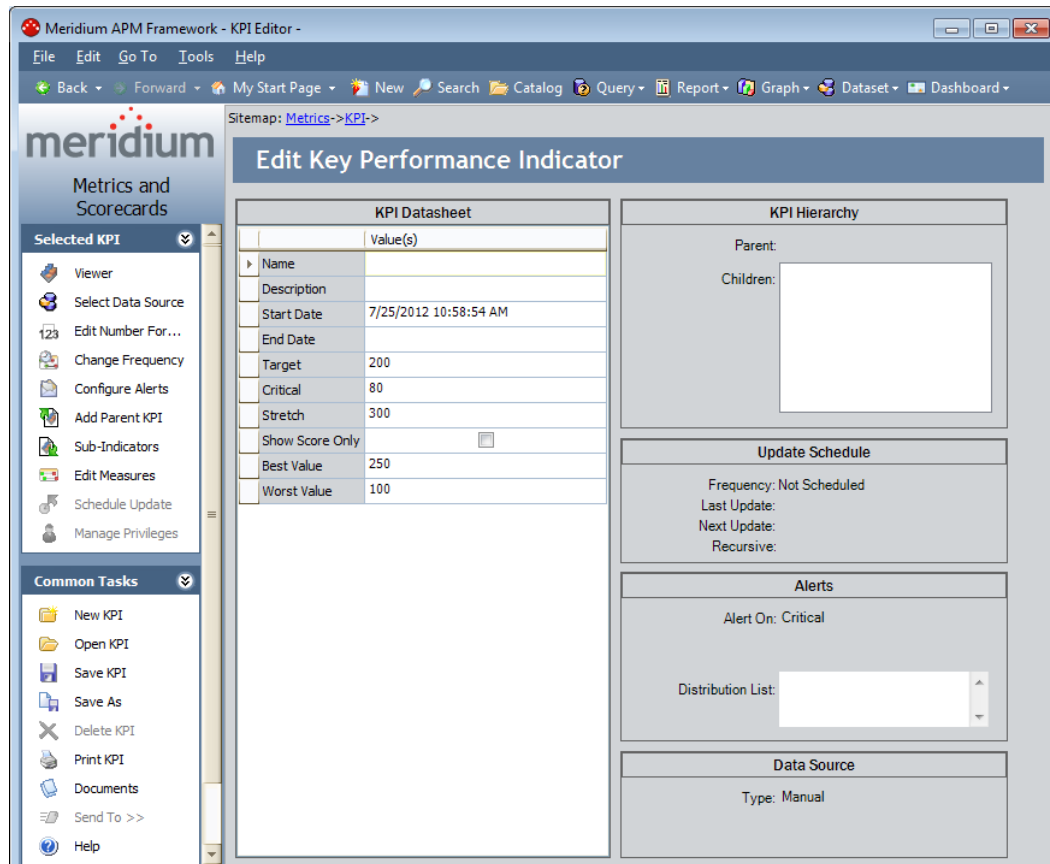 Meridium APM Framework - KPI Editor -
File Edit Go To Tools Help
Back Forward My Start Page New Search Catalog Query Report Graph Dataset Dashboard
meridium
Metrics and
Scorecards
Selected KPI
Viewer
Select Data Source
123 Edit Number For...
Change Frequency
Configure Alerts
Add Parent KPI
Sub-Indicators
Edit Measures
Schedule Update
Manage Privileges
Common Tasks
New KPI
Open KPI
Save KPI
Save As
Delete KPI
Print KPI
Documents
Send To >>
Help
Sitemap: Metrics->KPI->
Edit Key Performance Indicator
KPI Datasheet
Value(s)
Name
Description
Start Date 7/25/2012 10:58:54 AM
End Date
Target 200
Critical 80
Stretch 300
Show Score Only
Best Value 250
Worst Value 100
KPI Hierarchy
Parent:
Children:
Update Schedule
Frequency: Not Scheduled
Last Update:
Next Update:
Recursive:
Alerts
Alert On: Critical
Distribution List:
Data Source
Type: Manual